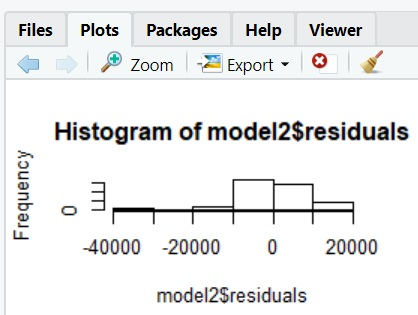 Files Plots Packages Help Viewer
Zoom Export
Histogram of model2$residuals
Frequency
0
-40000 -20000 0 20000
model2$residuals